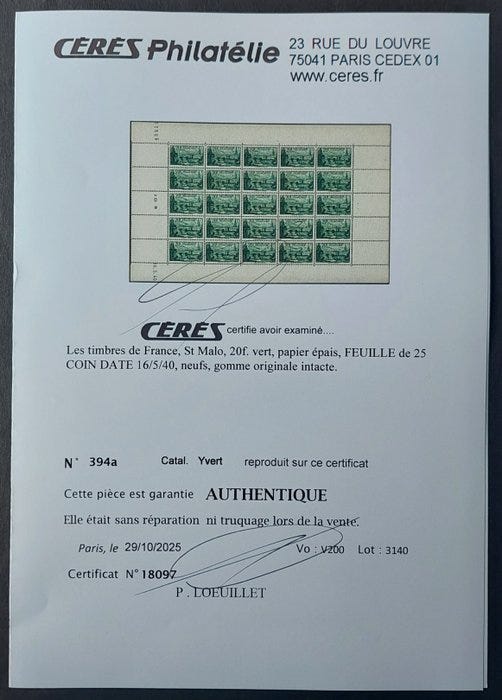 CÉRÈS Philatélie
23 RUE DU LOUVRE
75041 PARIS CEDEX 01
www.ceres.fr
CÉRÈS certifie avoir examiné....
Les timbres de France, St Malo, 20f. vert, papier épais, FEUILLE de 25
COIN DATE 16/5/40, neufs, gomme originale intacte.
N° 394a Catal. Yvert reproduit sur ce certificat
Cette pièce est garantie AUTHENTIQUE
Elle était sans réparation ni truquage lors de la vente.
Paris, le 29/10/2025 Vo : V200 Lot : 3140
Certificat N° 18097
P. LOEUILLET